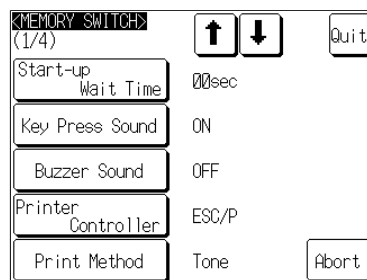 <MEMORY SWITCH>
(1/4)
Quit
Start-up
Wait Time
00sec
Key Press Sound
ON
Buzzer Sound
OFF
Printer
Controller
ESC/P
Print Method
Tone
Abort